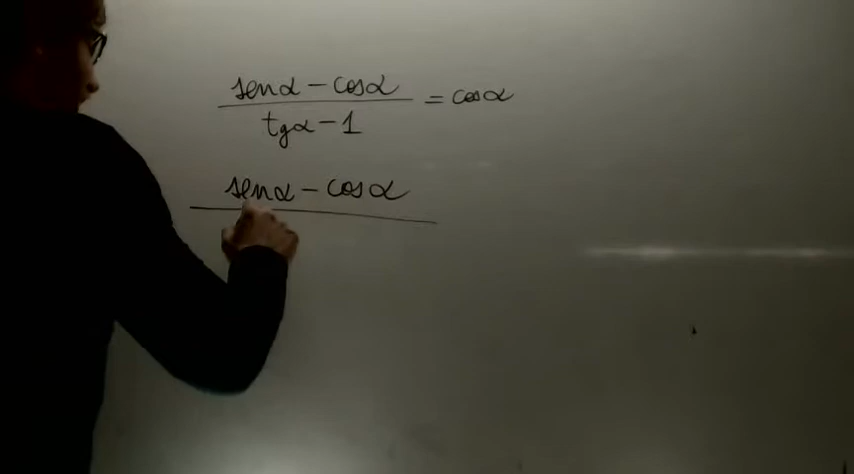 senα - cosα
= cosα
tgα - 1
senα - cosα